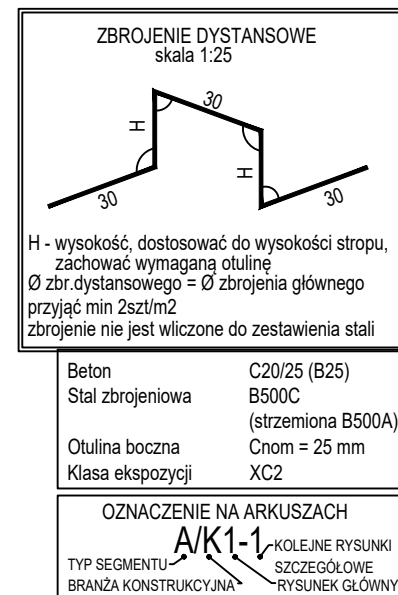 ZBROJENIE DYSTANSOWE
skala 1:25
30
H
H
30
30
H - wysokość, dostosować do wysokości stropu,
zachować wymaganą otulinę
Ø zbr.dystansowego = Ø zbrojenia głównego
przyjąć min 2szt/m2
zbrojenie nie jest wliczone do zestawienia stali
Beton C20/25 (B25)
Stal zbrojeniowa B500C
(strzemiona B500A)
Otulina boczna Cnom = 25 mm
Klasa ekspozycji XC2
OZNACZENIE NA ARKUSZACH
A/K1-1
KOLEJNE RYSUNKI
SZCZEGÓŁOWE
TYP SEGMENTU
BRANŻA KONSTRUKCYJNA
RYSUNEK GŁÓWNY